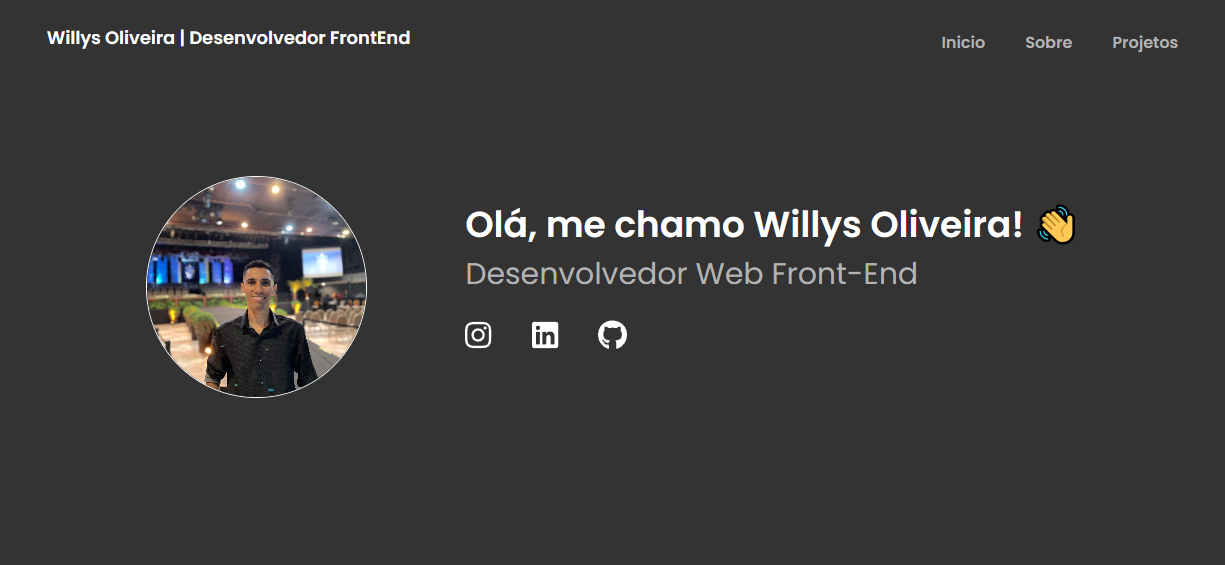 Willys Oliveira | Desenvolvedor FrontEnd
Inicio Sobre Projetos
Olá, me chamo Willys Oliveira! 👋
Desenvolvedor Web Front-End